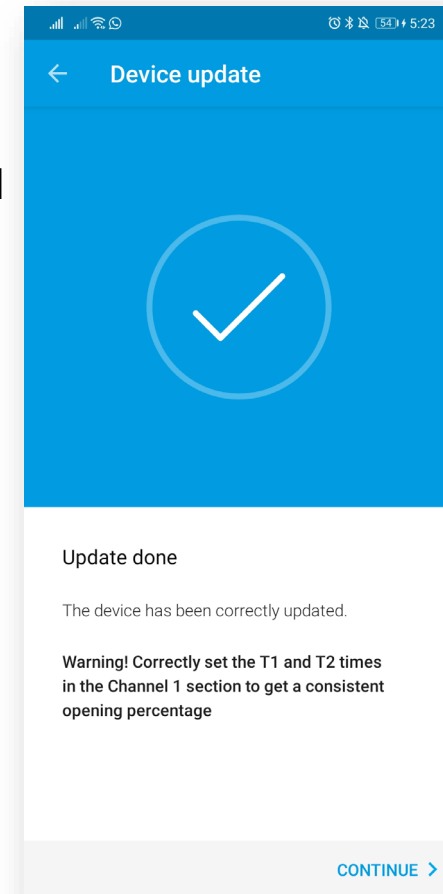 54 5:23
Device update
Update done
The device has been correctly updated.
Warning! Correctly set the T1 and T2 times
in the Channel 1 section to get a consistent
opening percentage
CONTINUE